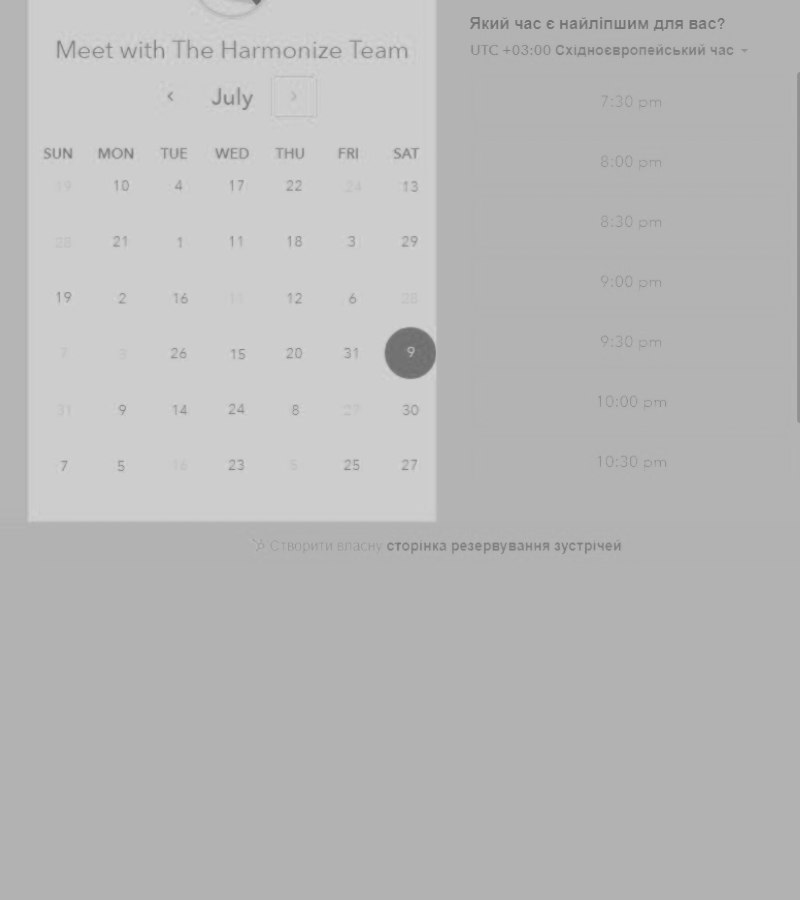 Meet with The Harmonize Team
July
SUN MON TUE WED THU FRI SAT
19 10 4 17 22 24 13
28 21 1 11 18 3 29
19 2 16 11 12 6 28
7 3 26 15 20 31 9
31 9 14 24 8 27 30
7 5 16 23 5 25 27
Який час є найліпшим для вас?
UTC +03:00 Східноєвропейський час
7:30 pm
8:00 pm
8:30 pm
9:00 pm
9:30 pm
10:00 pm
10:30 pm
Створити власну сторінка резервування зустрічей